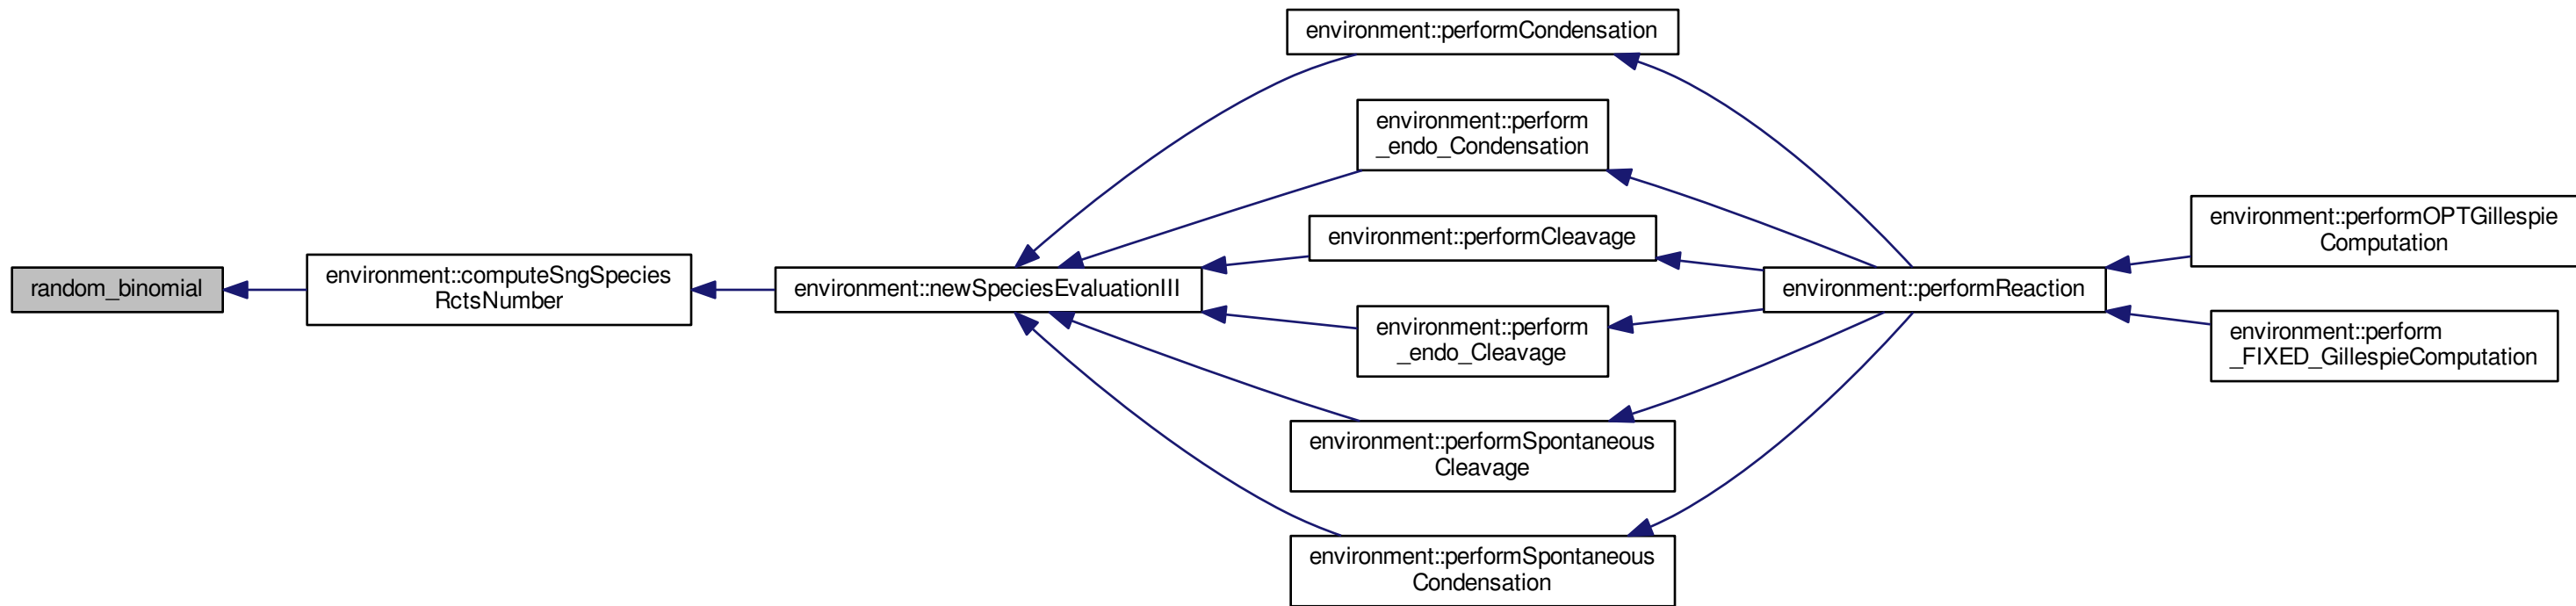 random_binomial
environment::computeSngSpecies
RctsNumber
environment::newSpeciesEvaluationIII
environment::performCondensation
environment::perform
_endo_Condensation
environment::performCleavage
environment::perform
_endo_Cleavage
environment::performSpontaneous
Cleavage
environment::performSpontaneous
Condensation
environment::performReaction
environment::performOPTGillespie
Computation
environment::perform
_FIXED_GillespieComputation